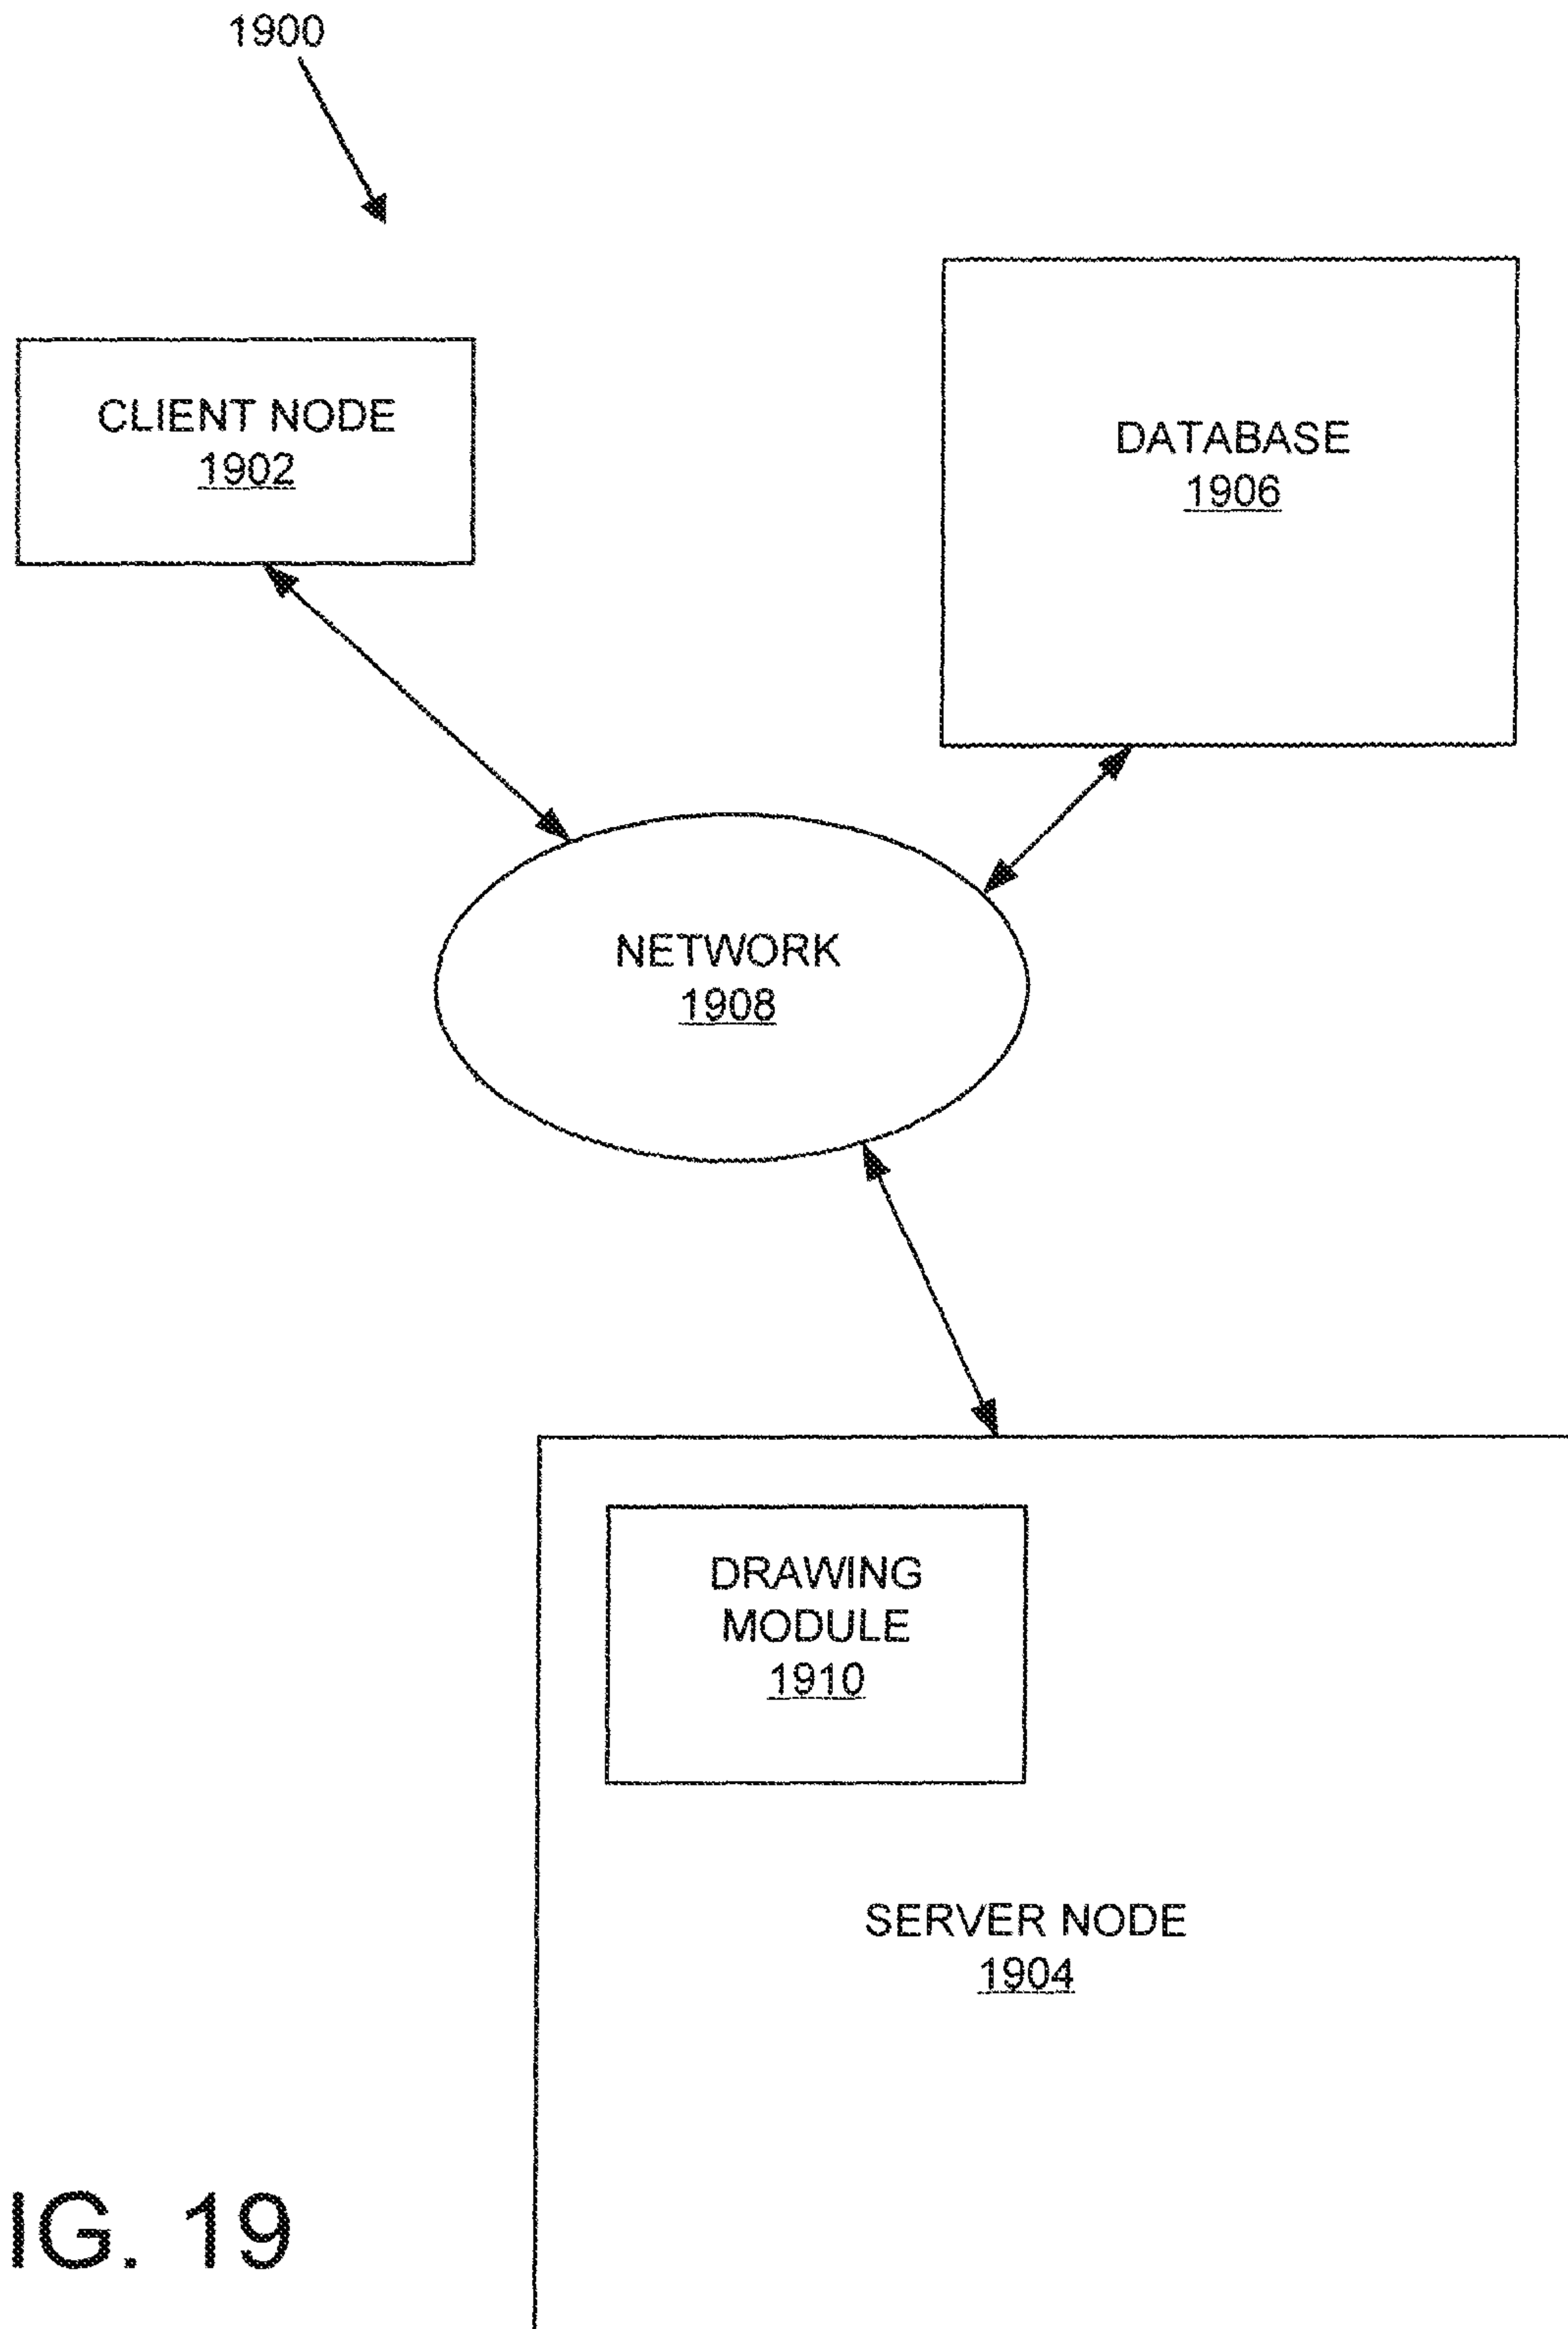 1900
CLIENT NODE
1902
DATABASE
1906
NETWORK
1908
DRAWING
MODULE
1910
SERVER NODE
1904
IG. 19